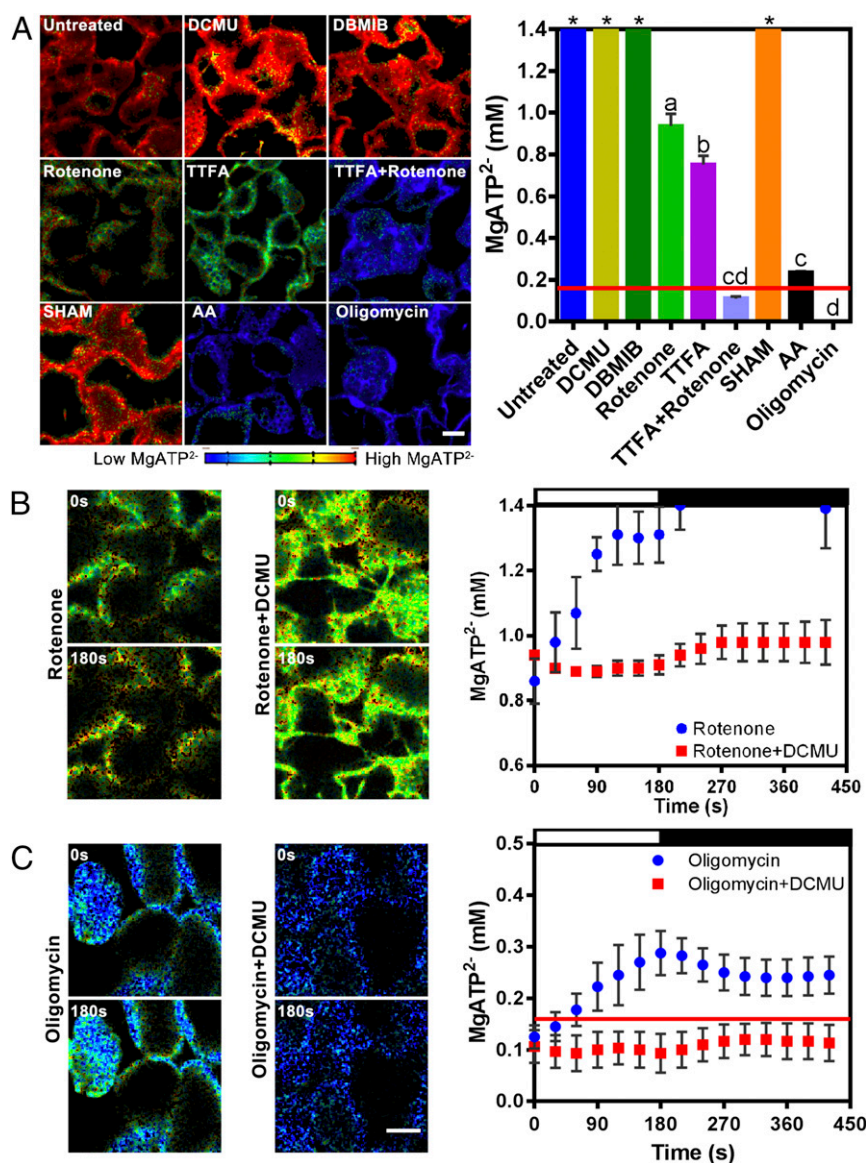 A
Untreated
DCMU
DBMIB
Rotenone
TTFA
TTFA+Rotenone
SHAM
AA
Oligomycin
Low MgATP²⁻
High MgATP²⁻
MgATP²⁻ (mM)
1.4
1.2
1.0
0.8
0.6
0.4
0.2
0.0
* * * a b cd * c d
Untreated
DCMU
DBMIB
Rotenone
TTFA
TTFA+Rotenone
SHAM
AA
Oligomycin
B
Rotenone
0s
180s
Rotenone+DCMU
0s
180s
MgATP²⁻ (mM)
1.4
1.2
1.0
0.8
0.6
Rotenone
Rotenone+DCMU
0 90 180 270 360 450
Time (s)
C
Oligomycin
0s
180s
Oligomycin+DCMU
0s
180s
MgATP²⁻ (mM)
0.5
0.4
0.3
0.2
0.1
0.0
Oligomycin
Oligomycin+DCMU
0 90 180 270 360 450
Time (s)